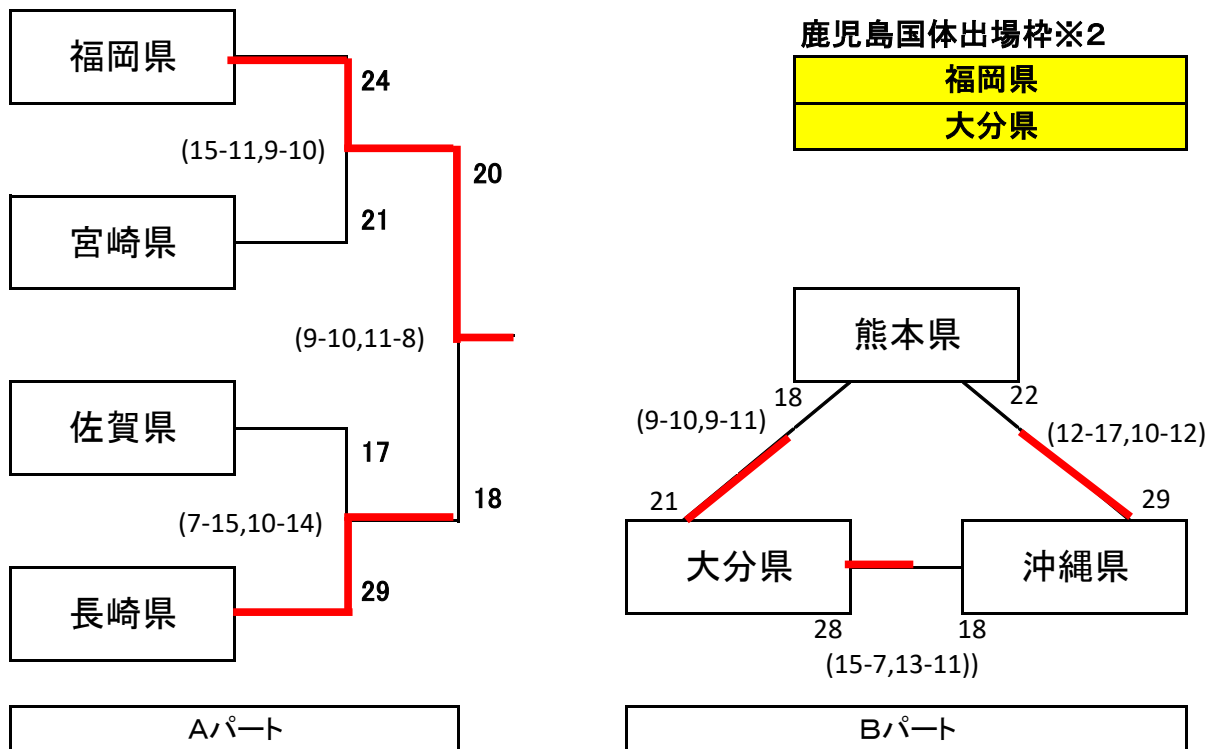 福岡県
24
(15-11,9-10)
20
宮崎県
21
(9-10,11-8)
佐賀県
17
18
(7-15,10-14)
29
長崎県
Aパート
鹿児島国体出場枠※2
福岡県
大分県
熊本県
18
22
(9-10,9-11)
(12-17,10-12)
21
29
大分県
沖縄県
28
18
(15-7,13-11))
Bパート